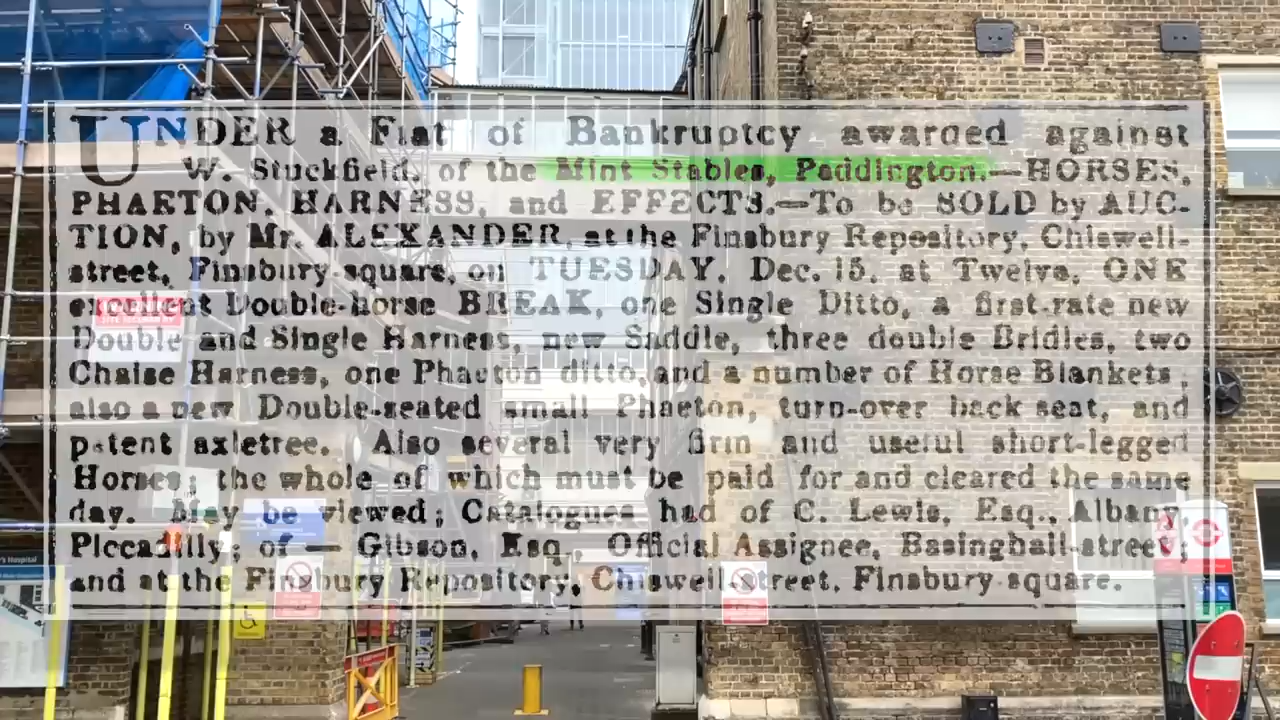 UNDER a Fiat of Bankruptcy awarded against
W. Stuckfield, of the Mint Stables, Paddington.—HORSES,
PHAETON, HARNESS, and EFFECTS.—To be SOLD by AUC-
TION, by Mr. ALEXANDER, at the Finsbury Repository, Chiswell-
street, Finsbury-square, on TUESDAY, Dec. 15, at Twelve, ONE
excellent Double-horse BREAK, one Single Ditto, a first-rate new
Double and Single Harness, new Saddle, three double Bridles, two
Chaise Harness, one Phaeton ditto, and a number of Horse Blankets,
also a new Double-seated small Phaeton, turn-over back seat, and
patent axletree. Also several very firm and useful short-legged
Horses; the whole of which must be paid for and cleared the same
day. May be viewed; Catalogues had of C. Lewis, Esq., Albany,
Piccadilly; of — Gibson, Esq., Official Assignee, Basinghall-street;
and at the Finsbury Repository, Chiswell-street, Finsbury square.
's Hospital